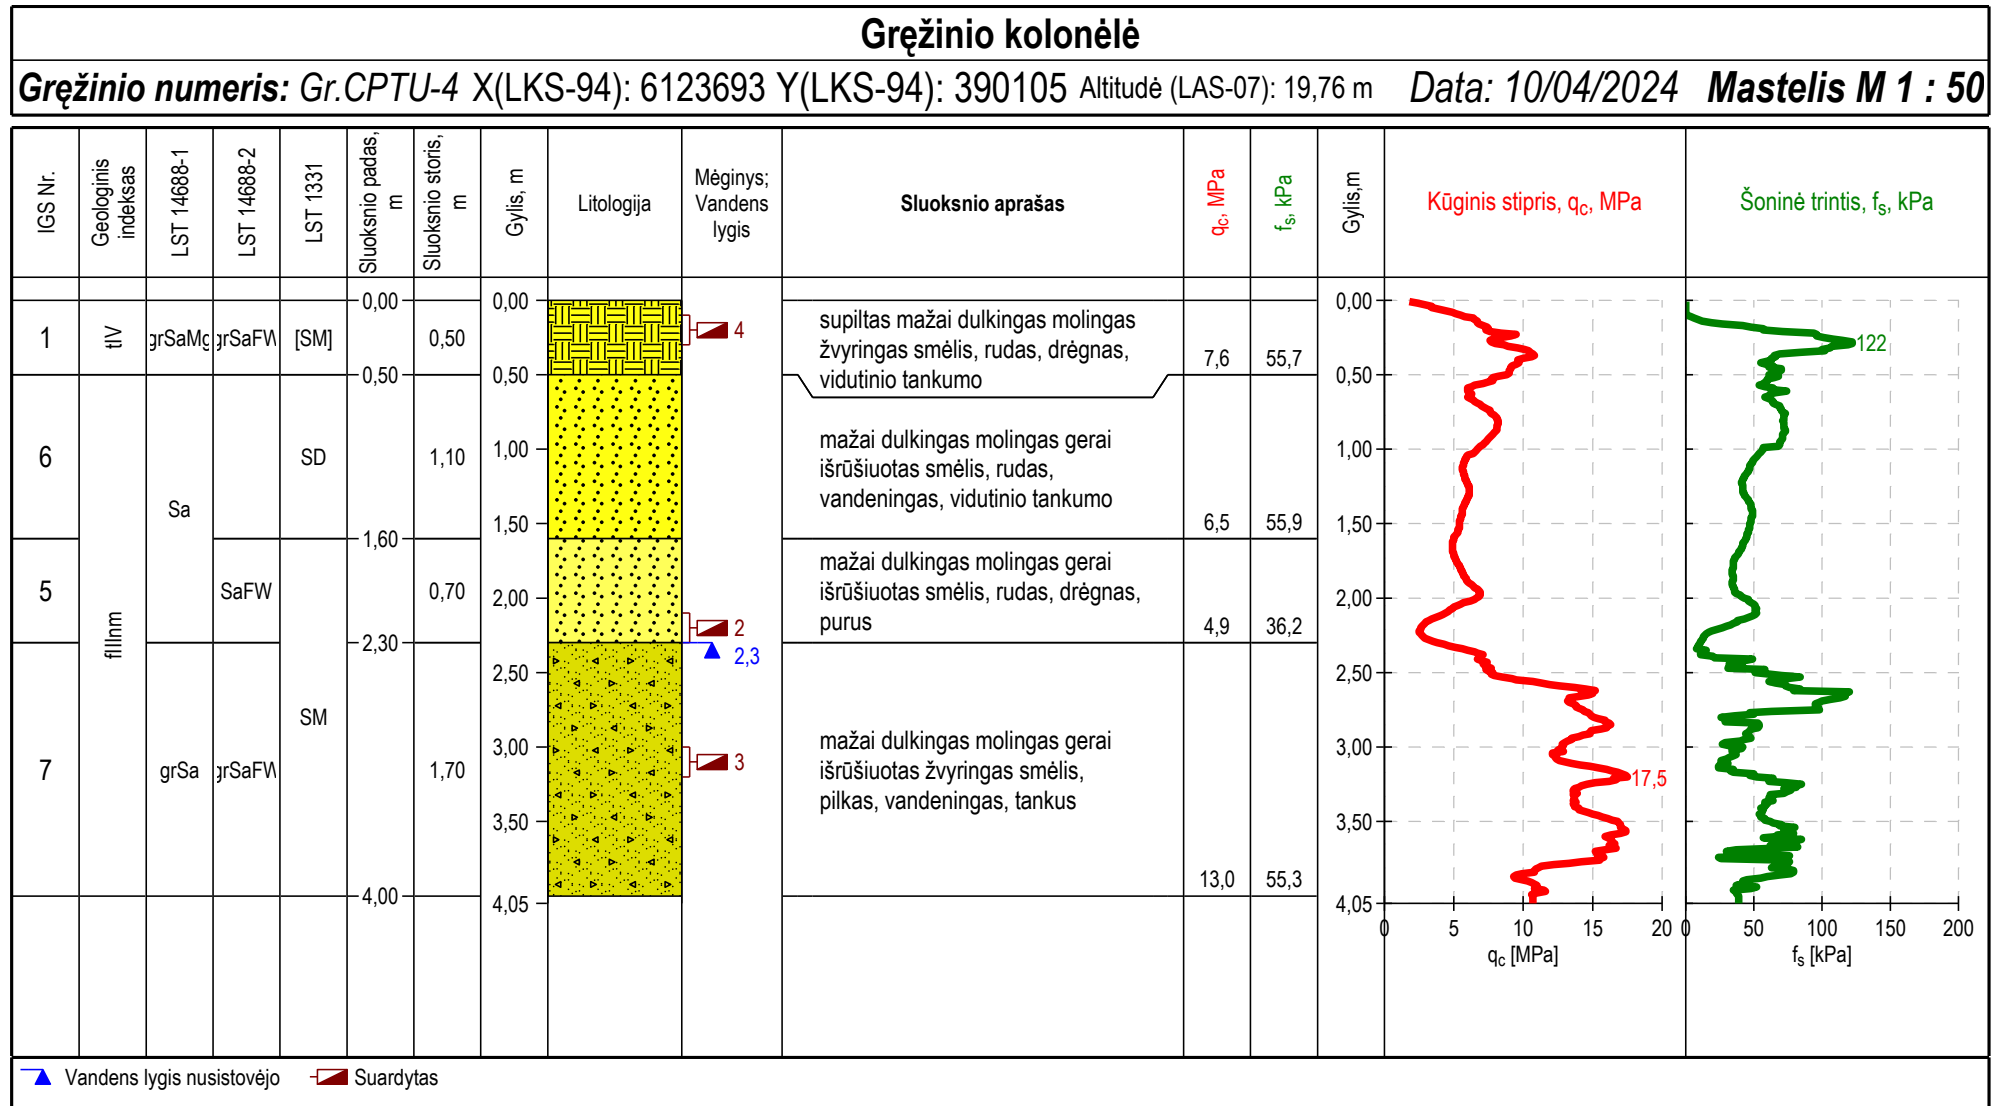 Gręžinio kolonėlė
Gręžinio numeris: Gr.CPTU-4 X(LKS-94): 6123693 Y(LKS-94): 390105 Altitudė (LAS-07): 19,76 m Data: 10/04/2024 Mastelis M 1 : 50
IGS Nr.
Geologinis indeksas
LST 14688-1
LST 14688-2
LST 1331
Sluoksnio padas, m
Sluoksnio storis, m
Gylis, m
Litologija
Mėginys;
Vandens
lygis
Sluoksnio aprašas
qc, MPa
fs, kPa
Gylis,m
Kūginis stipris, qc, MPa
Šoninė trintis, fs, kPa
0,00
1 tIV grSaMg grSaFW [SM] 0,50
0,50
6 SD 1,10
Sa
1,60
5 SaFW 0,70
fIIInm
2,30
SM
7 grSa grSaFW 1,70
4,00
0,00
0,50
1,00
1,50
2,00
2,50
3,00
3,50
4,05
4
2
2,3
3
supiltas mažai dulkingas molingas
žvyringas smėlis, rudas, drėgnas,
vidutinio tankumo
7,6 55,7
mažai dulkingas molingas gerai
išrūšiuotas smėlis, rudas,
vandeningas, vidutinio tankumo
6,5 55,9
mažai dulkingas molingas gerai
išrūšiuotas smėlis, rudas, drėgnas,
purus
4,9 36,2
mažai dulkingas molingas gerai
išrūšiuotas žvyringas smėlis,
pilkas, vandeningas, tankus
13,0 55,3
0,00
0,50
1,00
1,50
2,00
2,50
3,00
3,50
4,05
17,5
0 5 10 15 20
qc [MPa]
122
0 50 100 150 200
fs [kPa]
Vandens lygis nusistovėjo Suardytas